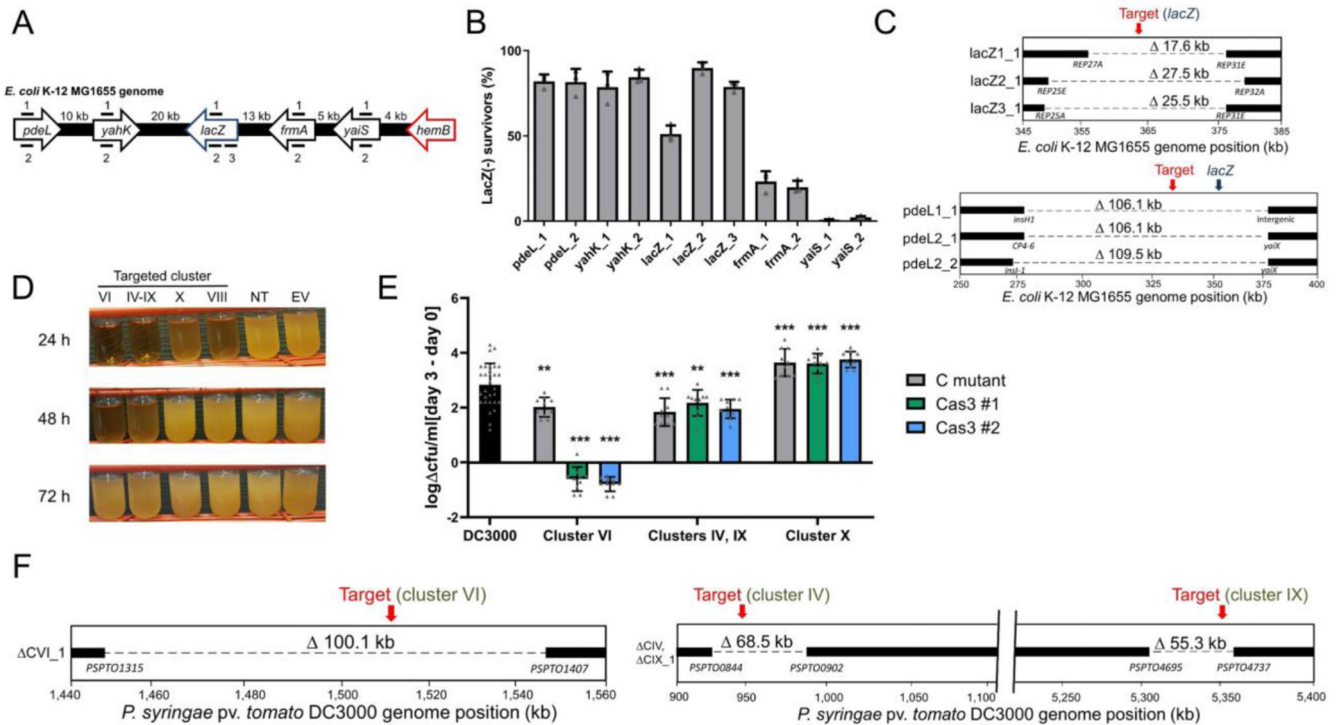 A
E. coli K-12 MG1655 genome
1 10 kb 1 20 kb 1 13 kb 1 5 kb 1 4 kb
pdeL yahK lacZ frmA yaiS hemB
2 2 2 3 2 2
B
LacZ(-) survivors (%)
100
50
0
pdeL_1 pdeL_2 yahK_1 yahK_2 lacZ_1 lacZ_2 lacZ_3 frmA_1 frmA_2 yaiS_1 yaiS_2
C
Target (lacZ)
lacZ1_1 Δ 17.6 kb
REP27A REP31E
lacZ2_1 Δ 27.5 kb
REP25E REP32A
lacZ3_1 Δ 25.5 kb
REP25A REP31E
345 355 365 375 385
E. coli K-12 MG1655 genome position (kb)
Target lacZ
pdeL1_1 Δ 106.1 kb
insH1 intergenic
pdeL2_1 Δ 106.1 kb
CP4-6 yaiX
pdeL2_2 Δ 109.5 kb
insI-1 yaiX
250 275 300 325 350 375 400
E. coli K-12 MG1655 genome position (kb)
D
Targeted cluster
VI IV-IX X VIII NT EV
24 h
48 h
72 h
E
logΔcfu/ml[day 3 - day 0]
6
4
2
0
-2
** *** *** *** ** *** *** *** ***
DC3000 Cluster VI Clusters IV, IX Cluster X
C mutant
Cas3 #1
Cas3 #2
F
Target (cluster VI)
ΔCVI_1 Δ 100.1 kb
PSPTO1315 PSPTO1407
1,440 1,460 1,480 1,500 1,520 1,540 1,560
P. syringae pv. tomato DC3000 genome position (kb)
Target (cluster IV) Target (cluster IX)
ΔCIV, Δ 68.5 kb Δ 55.3 kb
ΔCIX_1 PSPTO0844 PSPTO0902 PSPTO4695 PSPTO4737
900 950 1,000 1,050 1,100 5,250 5,300 5,350 5,400
P. syringae pv. tomato DC3000 genome position (kb)